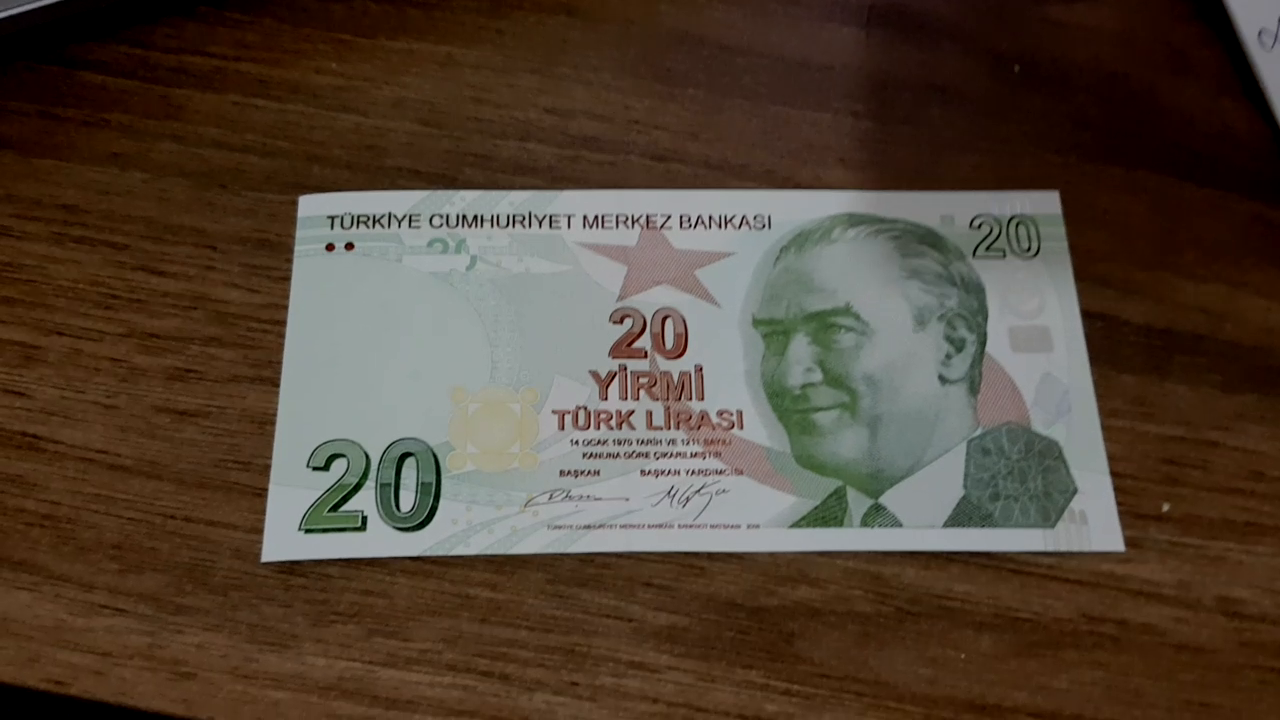 TÜRKİYE CUMHURİYET MERKEZ BANKASI
20
20
20
YİRMİ
TÜRK LİRASI
14 OCAK 1970 TARİH VE 1211 SAYILI
KANUNA GÖRE ÇIKARILMIŞTIR.
BAŞKAN BAŞKAN YARDIMCISI
20
TÜRKİYE CUMHURİYET MERKEZ BANKASI BANKNOT MATBAASI